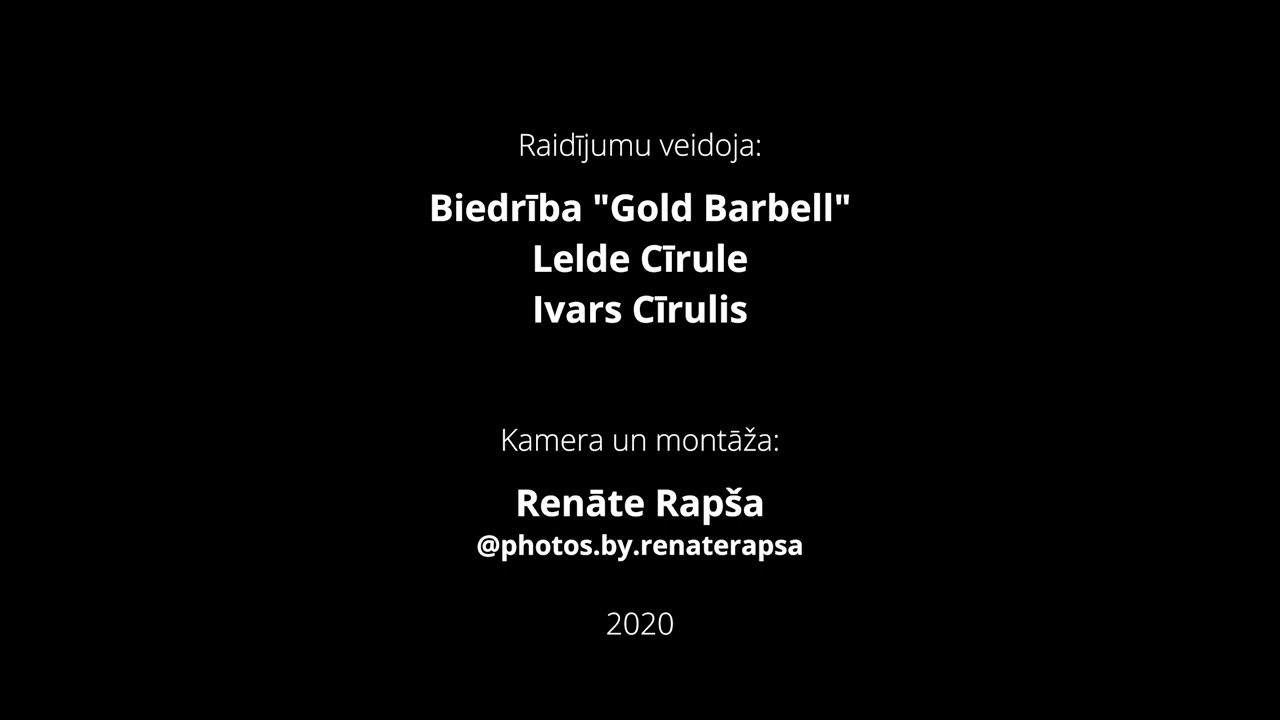 Raidījumu veidoja:
Biedrība "Gold Barbell"
Lelde Cīrule
Ivars Cīrulis
Kamera un montāža:
Renāte Rapša
@photos.by.renaterapsa
2020